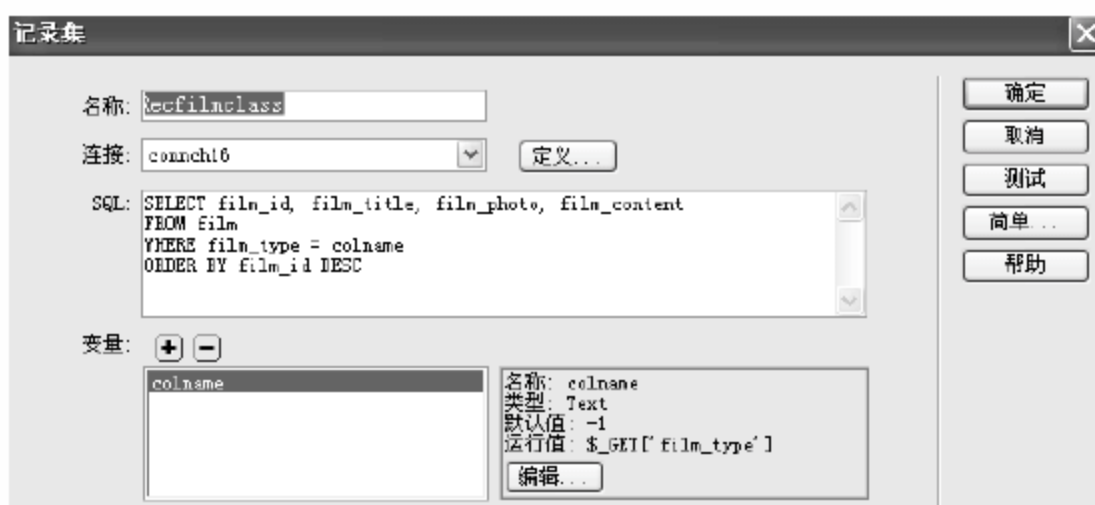 记录集
名称: Recfilmclass
确定
连接: connch16
定义...
取消
SQL: SELECT film_id, film_title, film_photo, film_content
FROM film
WHERE film_type = colname
ORDER BY film_id DESC
测试
简单...
帮助
变量:
colname
名称: colname
类型: Text
默认值: -1
运行值: $_GET['film_type']
编辑...